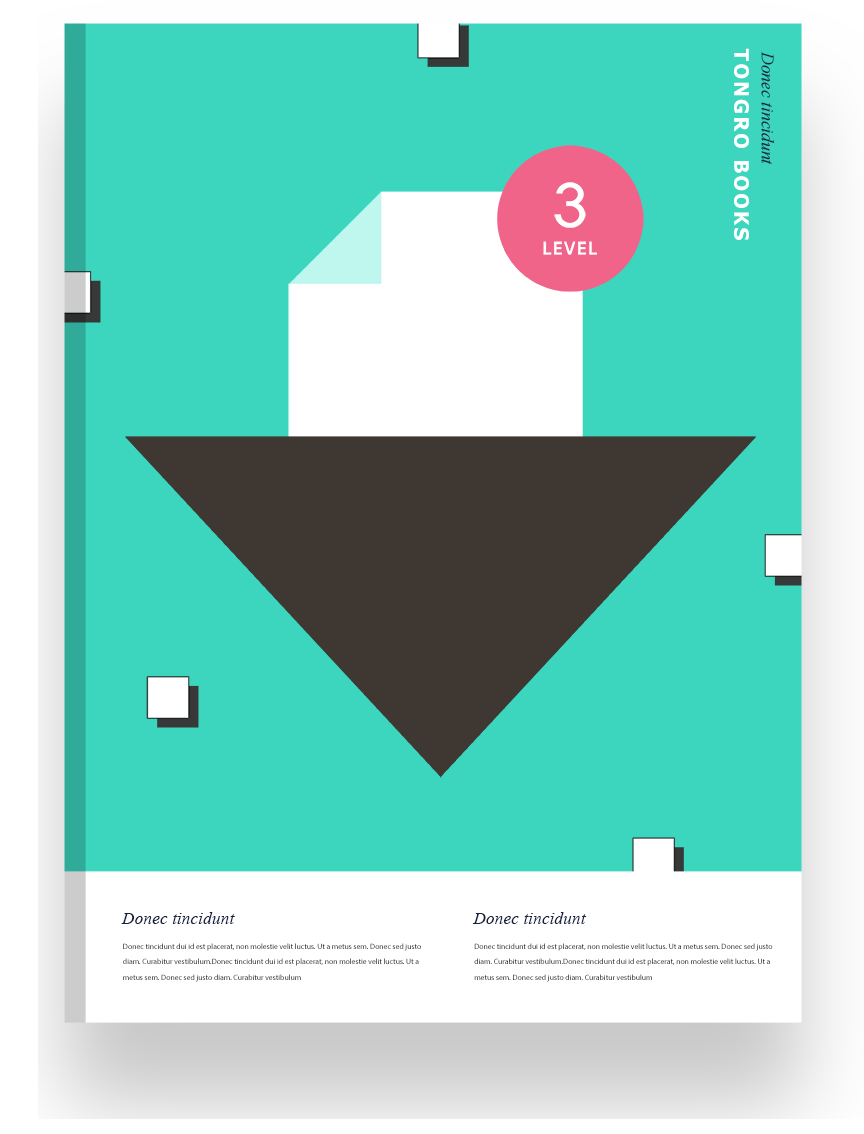 Donec tincidunt
TONGRO BOOKS
3
LEVEL
Donec tincidunt
Donec tincidunt dui id est placerat, non molestie velit luctus. Ut a metus sem. Donec sed justo
diam. Curabitur vestibulum.Donec tincidunt dui id est placerat, non molestie velit luctus. Ut a
metus sem. Donec sed justo diam. Curabitur vestibulum
Donec tincidunt
Donec tincidunt dui id est placerat, non molestie velit luctus. Ut a metus sem. Donec sed justo
diam. Curabitur vestibulum.Donec tincidunt dui id est placerat, non molestie velit luctus. Ut a
metus sem. Donec sed justo diam. Curabitur vestibulum